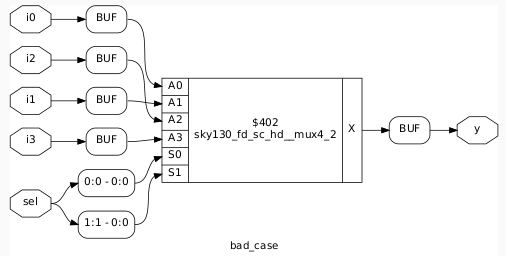 i0
BUF
i2
BUF
i1
BUF
i3
BUF
sel
0:0 - 0:0
1:1 - 0:0
A0
A1
A2
A3
S0
S1
$402
sky130_fd_sc_hd__mux4_2
X
BUF
y
bad_case